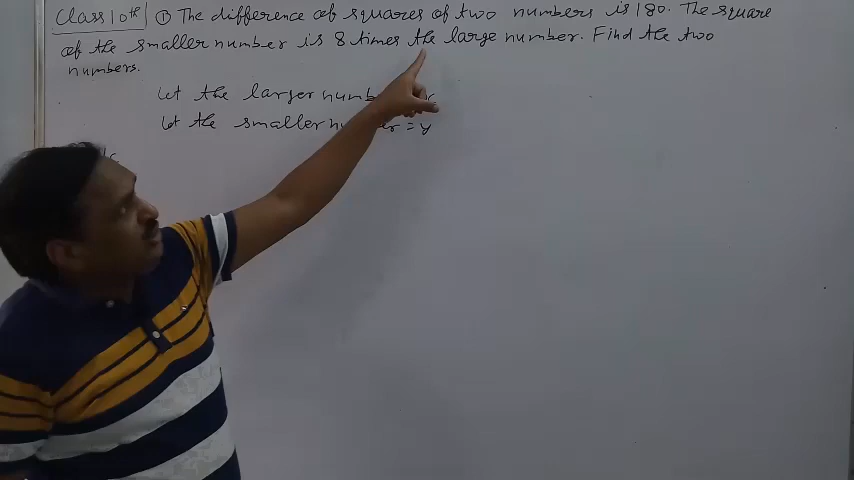 Class 10th ① The difference of squares of two numbers is 180. The square
of the smaller number is 8 times the large number. Find the two
numbers.
Let the larger
Let the smaller = y